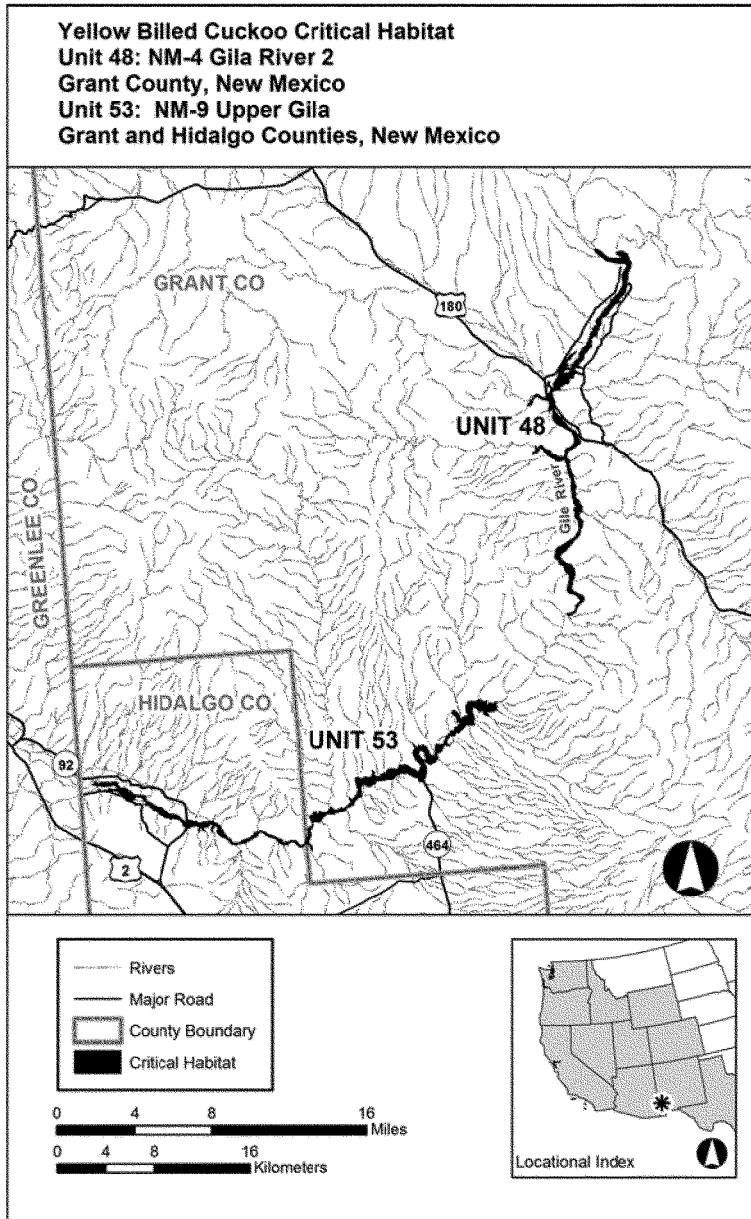 Yellow Billed Cuckoo Critical Habitat
Unit 48: NM-4 Gila River 2
Grant County, New Mexico
Unit 53: NM-9 Upper Gila
Grant and Hidalgo Counties, New Mexico
GRANT CO
180
UNIT 48
Gile River
GREENLEE CO
HIDALGO CO
UNIT 53
92
464
2
Rivers
Major Road
County Boundary
Critical Habitat
0 4 8 16
Miles
0 4 8 16
Kilometers
Locational Index